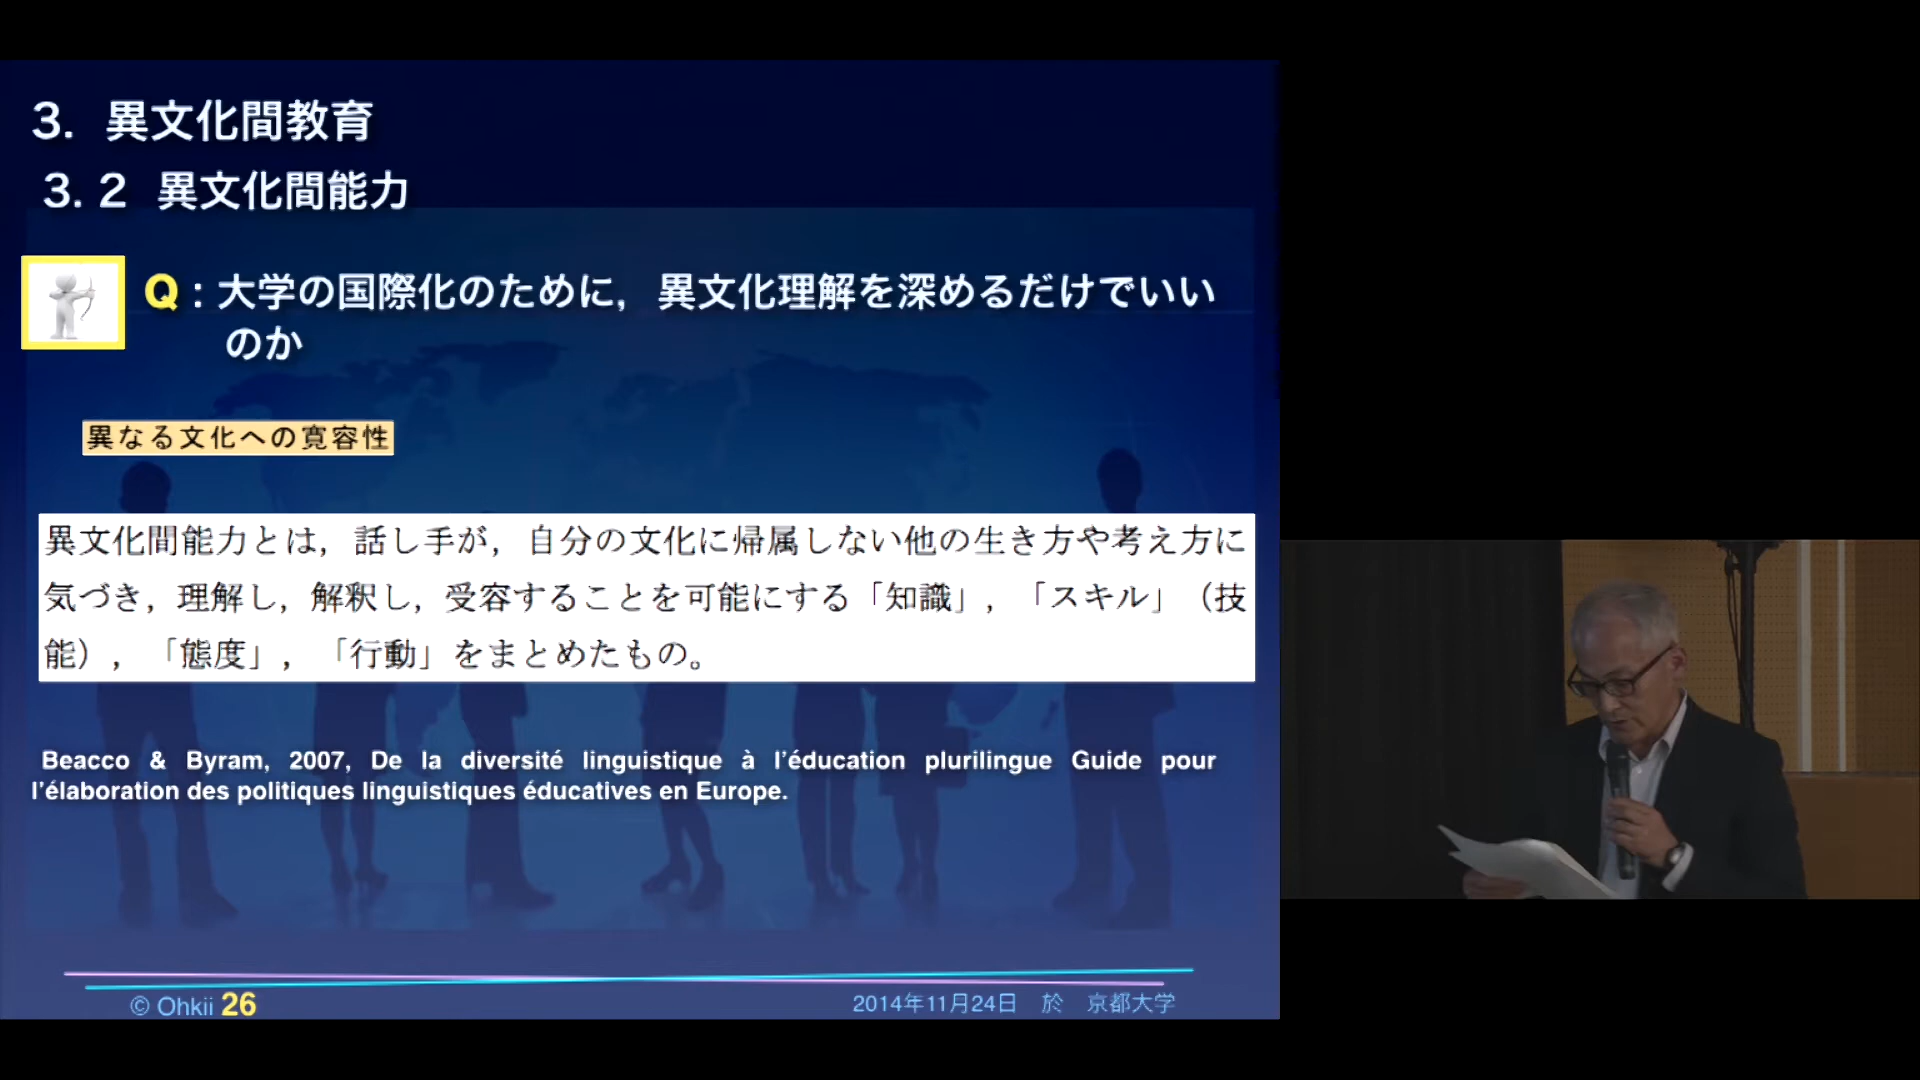 3. 異文化間教育
3. 2 異文化間能力
Q：大学の国際化のために，異文化理解を深めるだけでいい
のか
異なる文化への寛容性
異文化間能力とは，話し手が，自分の文化に帰属しない他の生き方や考え方に
気づき，理解し，解釈し，受容することを可能にする「知識」，「スキル」（技
能），「態度」，「行動」をまとめたもの。
Beacco & Byram, 2007, De la diversité linguistique à l’éducation plurilingue Guide pour
l’élaboration des politiques linguistiques éducatives en Europe.
© Ohkii 26
2014年11月24日 於 京都大学